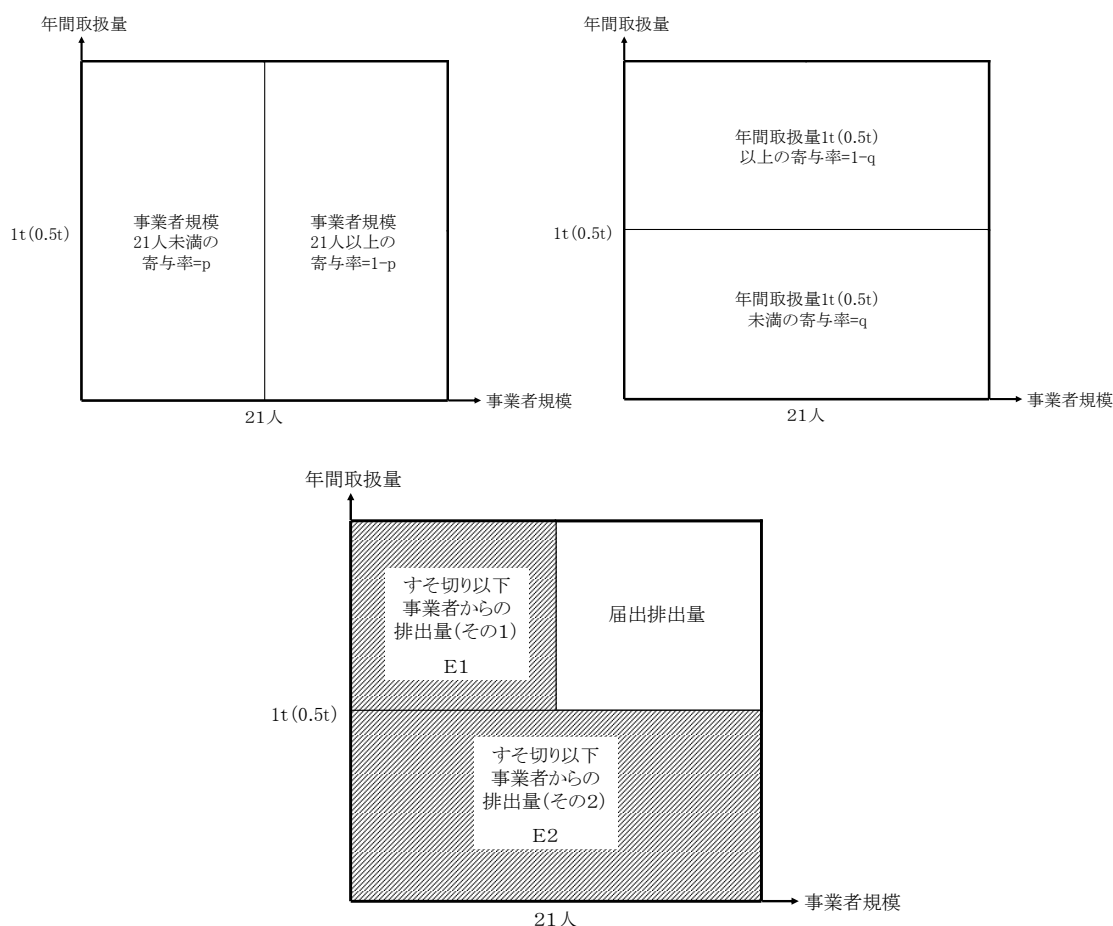 年間取扱量
1t(0.5t)
事業者規模
21人未満の
寄与率=p
事業者規模
21人以上の
寄与率=1-p
事業者規模
21人
年間取扱量
年間取扱量1t(0.5t)
以上の寄与率=1-q
1t(0.5t)
年間取扱量1t(0.5t)
未満の寄与率=q
事業者規模
21人
年間取扱量
すそ切り以下
事業者からの
排出量(その1)
E1
届出排出量
1t(0.5t)
すそ切り以下
事業者からの
排出量(その2)
E2
事業者規模
21人